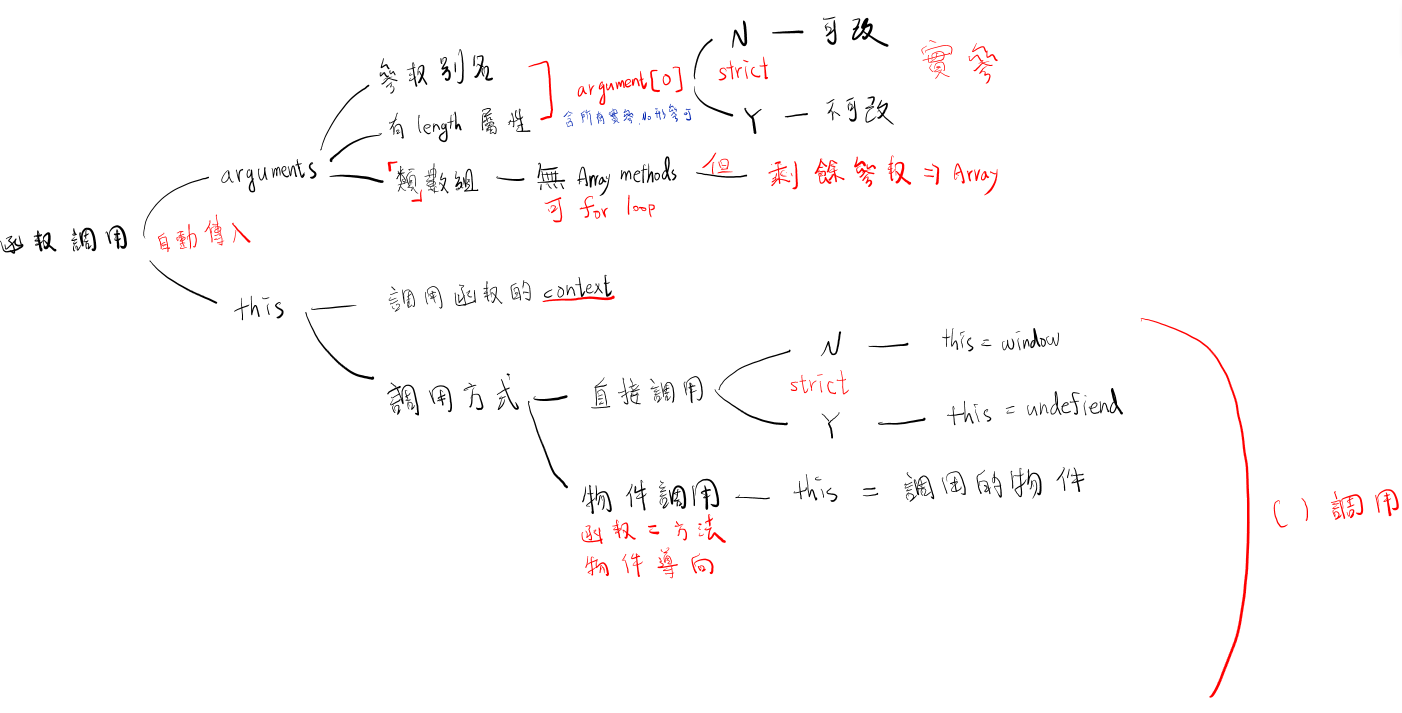 函数調用
自動傳入
arguments
參数別名
有 length 屬性
argument[0]
含所有實參, No形參可
N — 可改
strict
Y — 不可改
實參
「類數組」 — 無 Array methods
可 for loop
但
剩餘參数 ⇒ Array
this
調用函数的 context
調用方式
直接調用
N — this = window
strict
Y — this = undefiend
物件調用 — this = 調用的物件
函数 = 方法
物件導向
( ) 調用